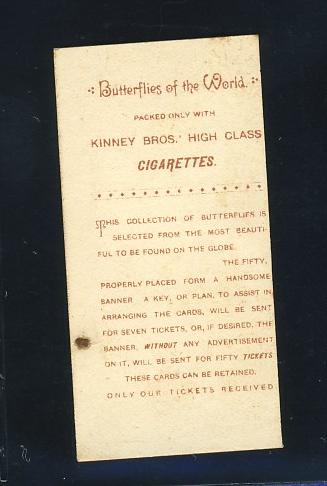 Butterflies of the World.
PACKED ONLY WITH
KINNEY BROS.' HIGH CLASS
CIGARETTES.
THIS COLLECTION OF BUTTERFLIES IS
SELECTED FROM THE MOST BEAUTI-
FUL TO BE FOUND ON THE GLOBE.
THE FIFTY,
PROPERLY PLACED FORM A HANDSOME
BANNER A KEY, OR PLAN, TO ASSIST IN
ARRANGING THE CARDS, WILL BE SENT
FOR SEVEN TICKETS, OR, IF DESIRED, THE
BANNER, WITHOUT ANY ADVERTISEMENT
ON IT, WILL BE SENT FOR FIFTY TICKETS
THESE CARDS CAN BE RETAINED.
ONLY OUR TICKETS RECEIVED